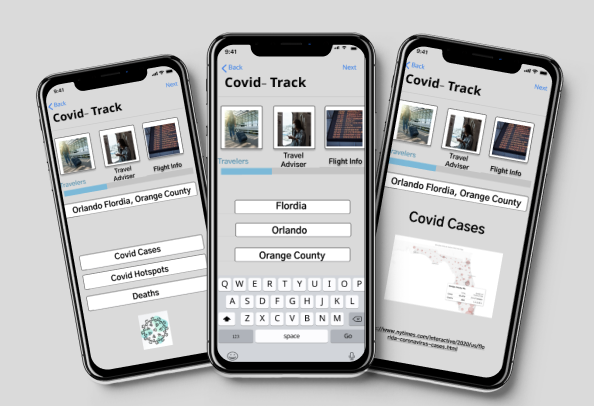 9:41
Back
Next
Covid- Track
Travelers
Travel
Adviser
Flight Info
Orlando Flordia, Orange County
Covid Cases
Covid Hotspots
Deaths
9:41
Back
Next
Covid- Track
Travelers
Travel
Adviser
Flight Info
Flordia
Orlando
Orange County
Q W E R T Y U I O P
A S D F G H J K L
Z X C V B N M
123
space
Go
9:41
Back
Next
Covid- Track
avelers
Travel
Adviser
Flight Info
Orlando Flordia, Orange County
Covid Cases
://www.nytimes.com/interactive/2020/us/flo
rida-coronavirus-cases.html